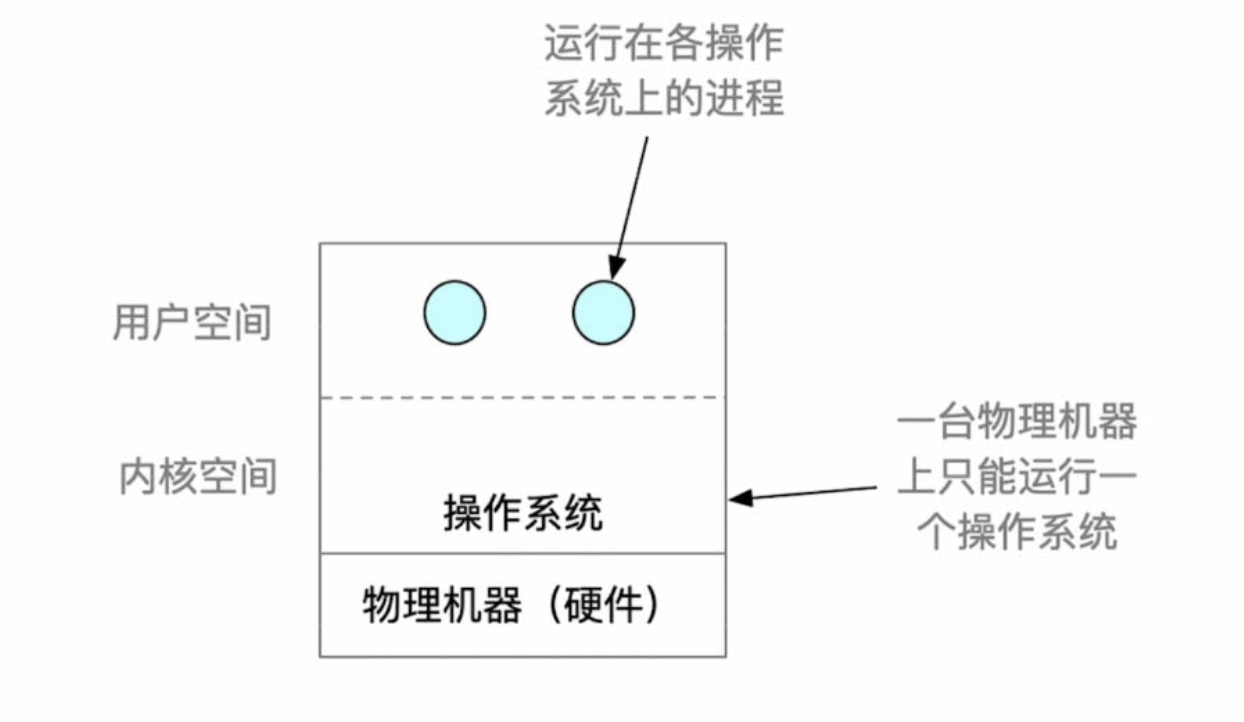 运行在各操作
系统上的进程
用户空间
一台物理机器
上只能运行一
个操作系统
内核空间
操作系统
物理机器（硬件）